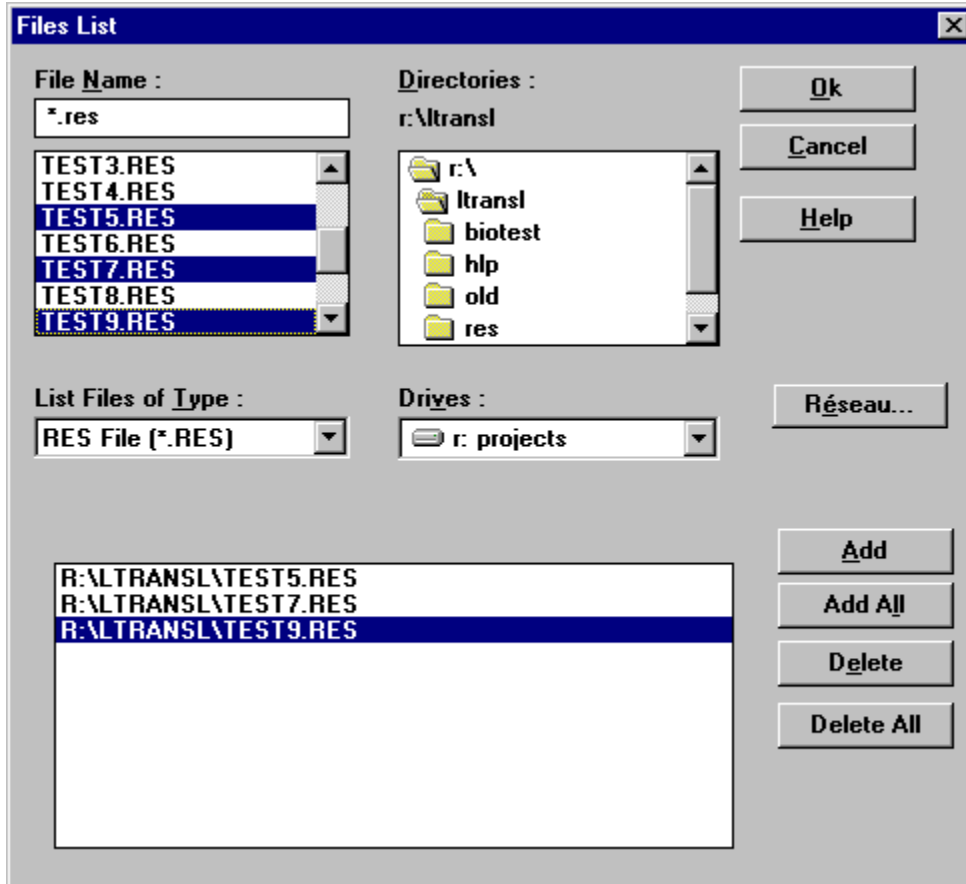 Files List
File Name :
*.res
TEST3.RES
TEST4.RES
TEST5.RES
TEST6.RES
TEST7.RES
TEST8.RES
TEST9.RES
Directories :
r:\ltransl
r:\
ltransl
biotest
hlp
old
res
Ok
Cancel
Help
List Files of Type :
RES File (*.RES)
Drives :
r: projects
Réseau...
R:\LTRANSL\TEST5.RES
R:\LTRANSL\TEST7.RES
R:\LTRANSL\TEST9.RES
Add
Add All
Delete
Delete All